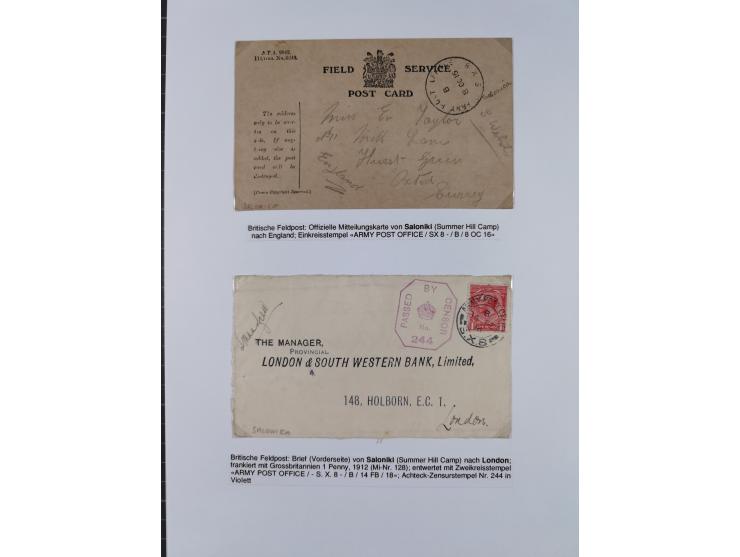 FIELD SERVICE
POST CARD
The address
only to be writ-
ten on this
side. If any-
thing else is
added, the post
card will be
destroyed.
Miss E. Taylor
Mill Lane
Hurst Green
Oxted
Surrey
England
Britische Feldpost: Offizielle Mitteilungskarte von Saloniki (Summer Hill Camp)
nach England; Einkreisstempel «ARMY POST OFFICE / SX 8 - / B / 8 OC 16»
PASSED BY CENSOR
No.
244
THE MANAGER,
PROVINCIAL
LONDON & SOUTH WESTERN BANK, Limited,
148, HOLBORN, E.C. 1.
London.
SALONIKA
Britische Feldpost: Brief (Vorderseite) von Saloniki (Summer Hill Camp) nach London;
frankiert mit Grossbritannien 1 Penny, 1912 (Mi-Nr. 128); entwertet mit Zweikreisstempel
«ARMY POST OFFICE / - S. X. 8 - / B / 14 FB / 18»; Achteck-Zensurstempel Nr. 244 in
Violett